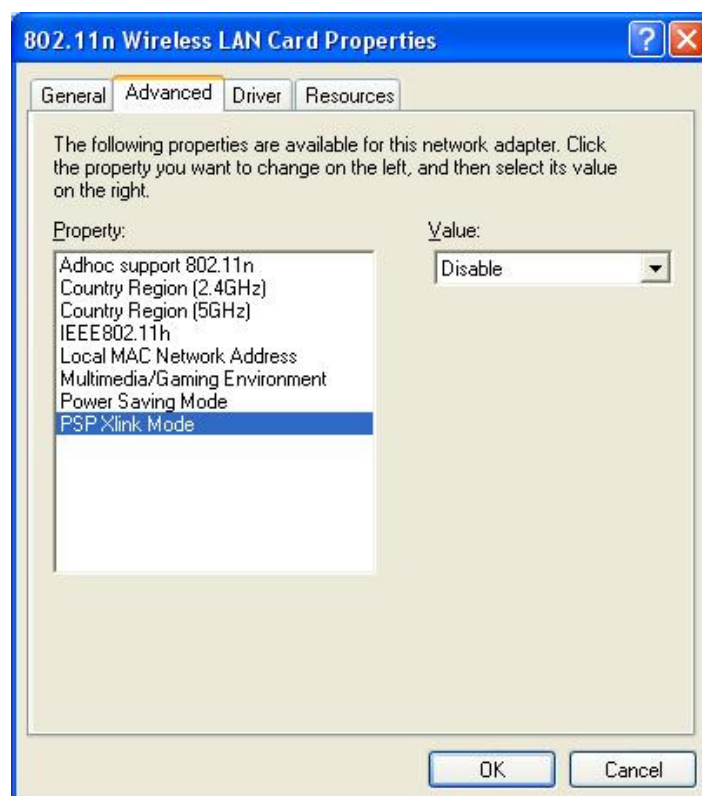 802.11n Wireless LAN Card Properties
General Advanced Driver Resources
The following properties are available for this network adapter. Click
the property you want to change on the left, and then select its value
on the right.
Property:
Value:
Adhoc support 802.11n
Country Region (2.4GHz)
Country Region (5GHz)
IEEE802.11h
Local MAC Network Address
Multimedia/Gaming Environment
Power Saving Mode
PSP Xlink Mode
Disable
OK
Cancel